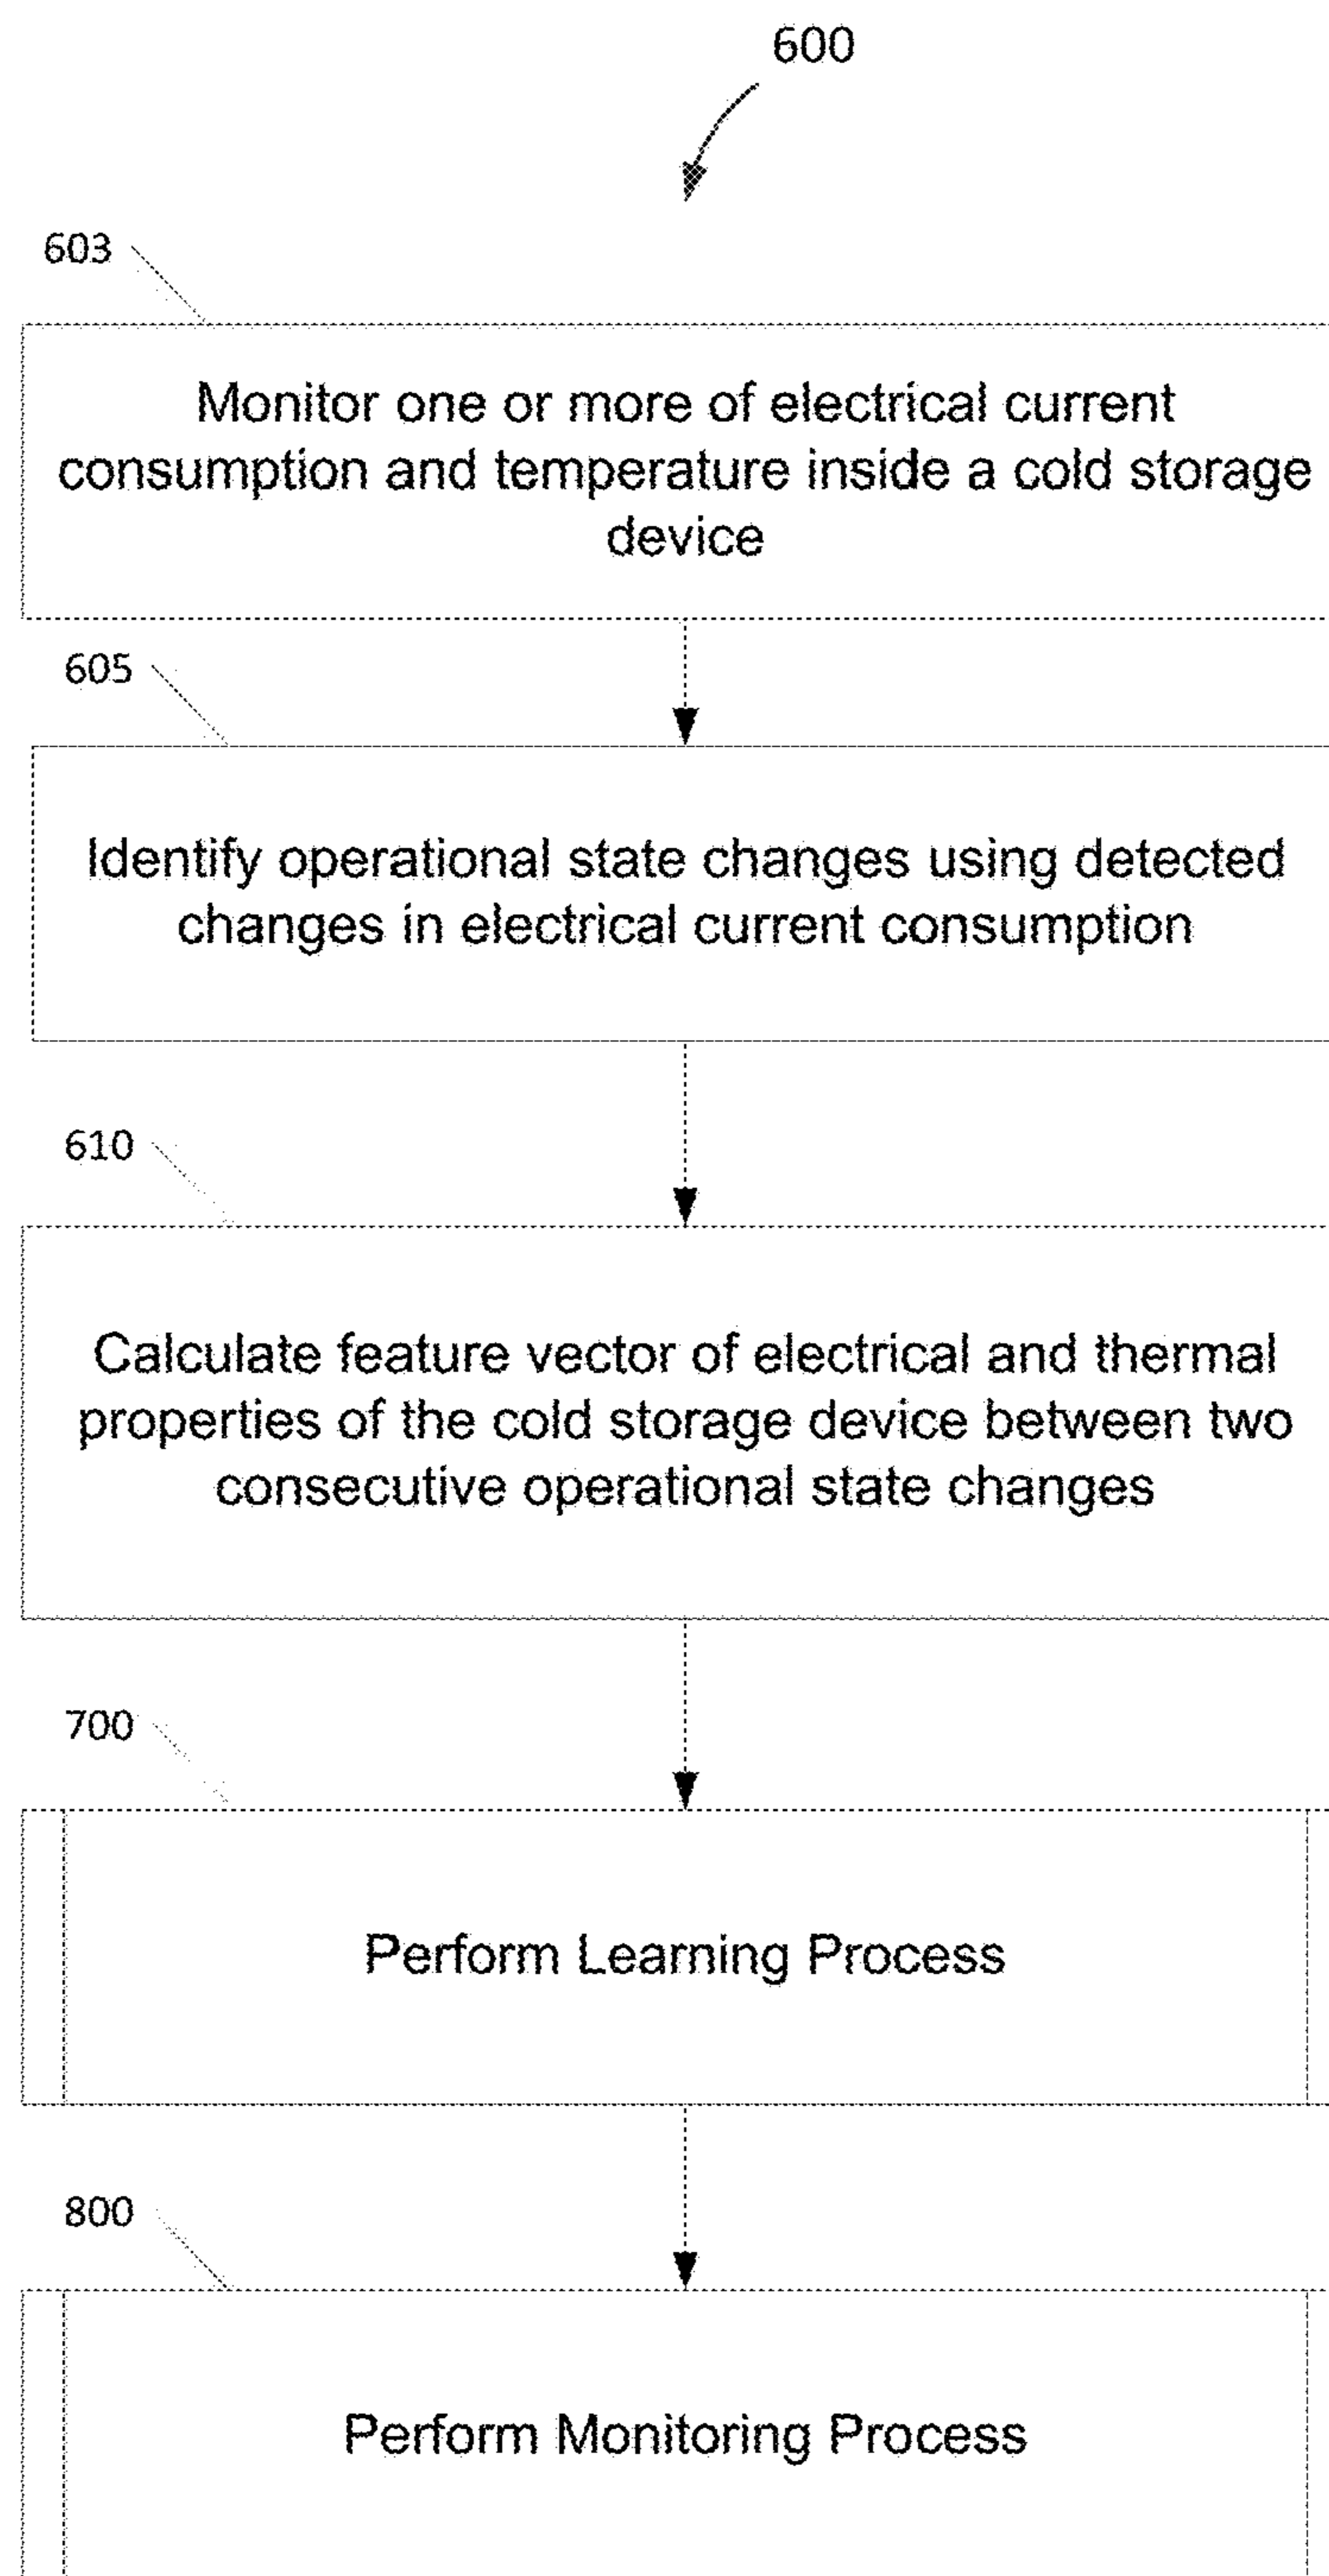 600
603
Monitor one or more of electrical current
consumption and temperature inside a cold storage
device
605
Identify operational state changes using detected
changes in electrical current consumption
610
Calculate feature vector of electrical and thermal
properties of the cold storage device between two
consecutive operational state changes
700
Perform Learning Process
800
Perform Monitoring Process